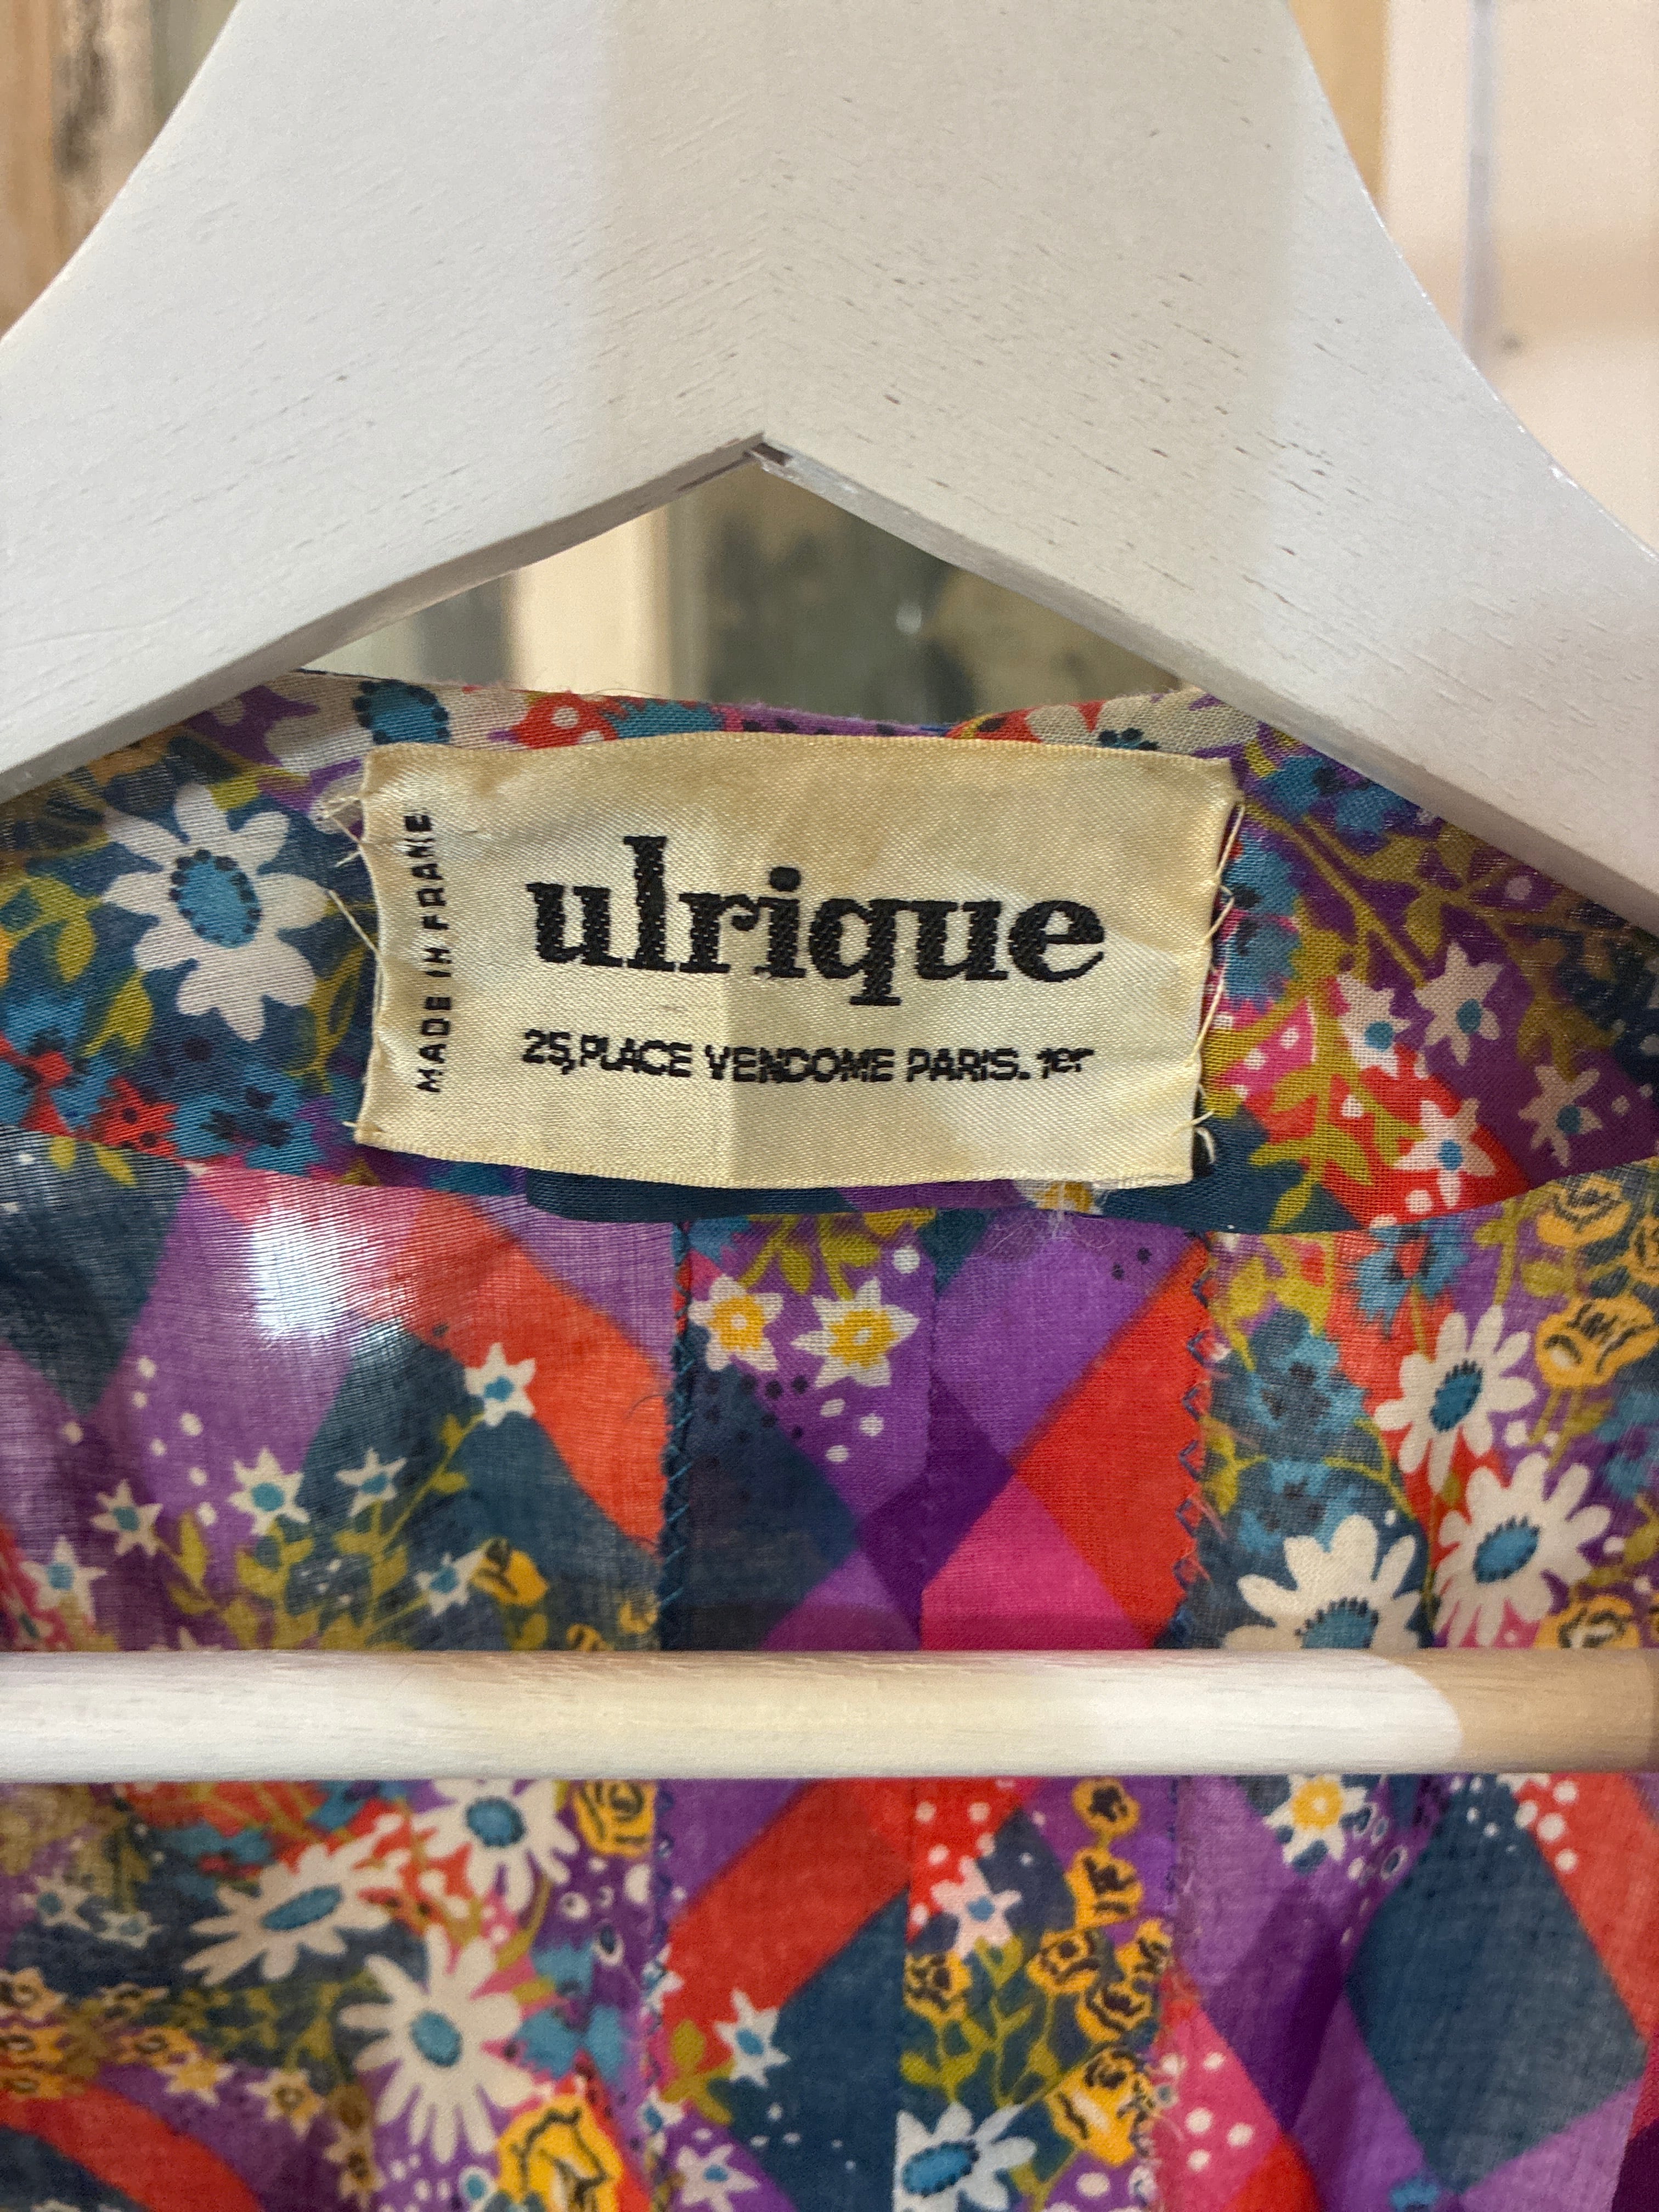 MADE IN FRANCE
ulrique
25, PLACE VENDOME PARIS. 1er